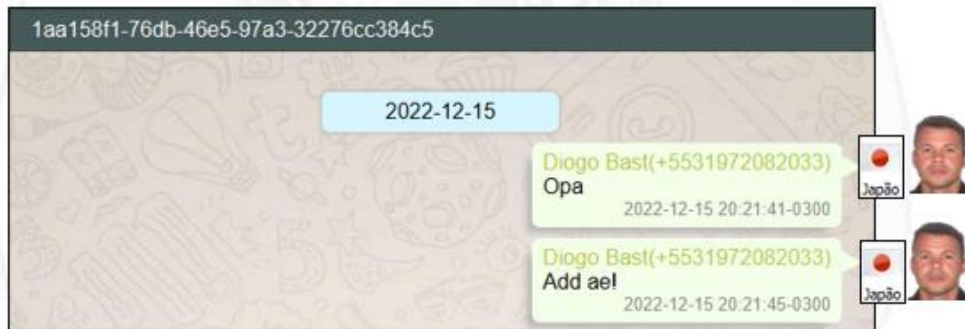 1aa158f1-76db-46e5-97a3-32276cc384c5
2022-12-15
Diogo Bast(+5531972082033)
Opa
2022-12-15 20:21:41-0300
Japão
Diogo Bast(+5531972082033)
Add ae!
2022-12-15 20:21:45-0300
Japão